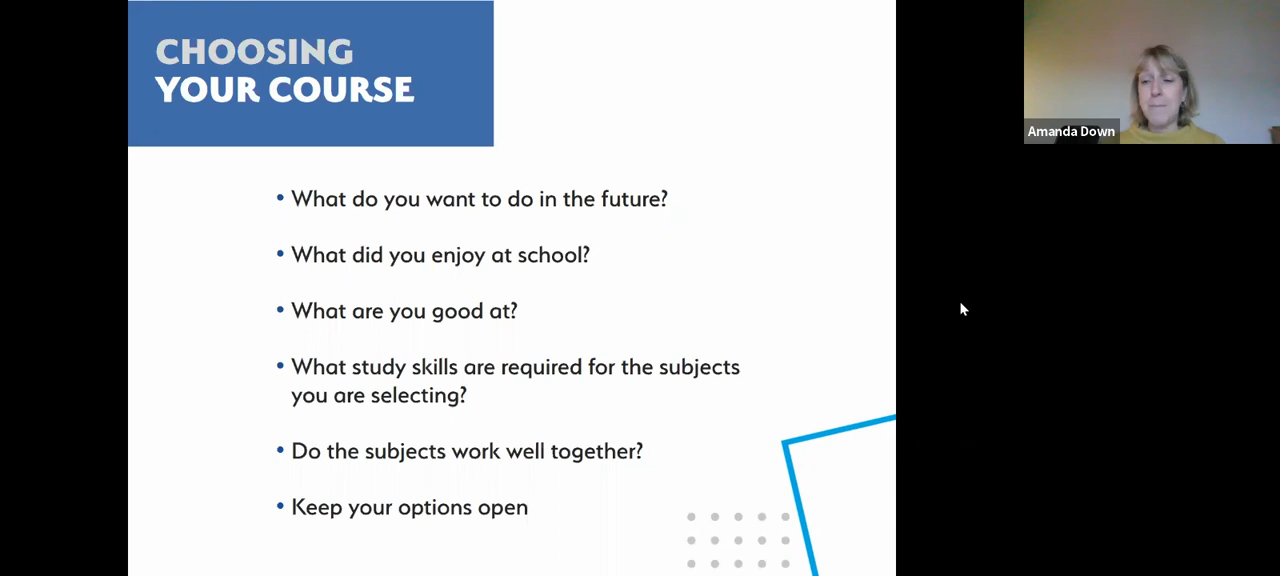 CHOOSING
YOUR COURSE
Amanda Down
• What do you want to do in the future?
• What did you enjoy at school?
• What are you good at?
• What study skills are required for the subjects
you are selecting?
• Do the subjects work well together?
• Keep your options open